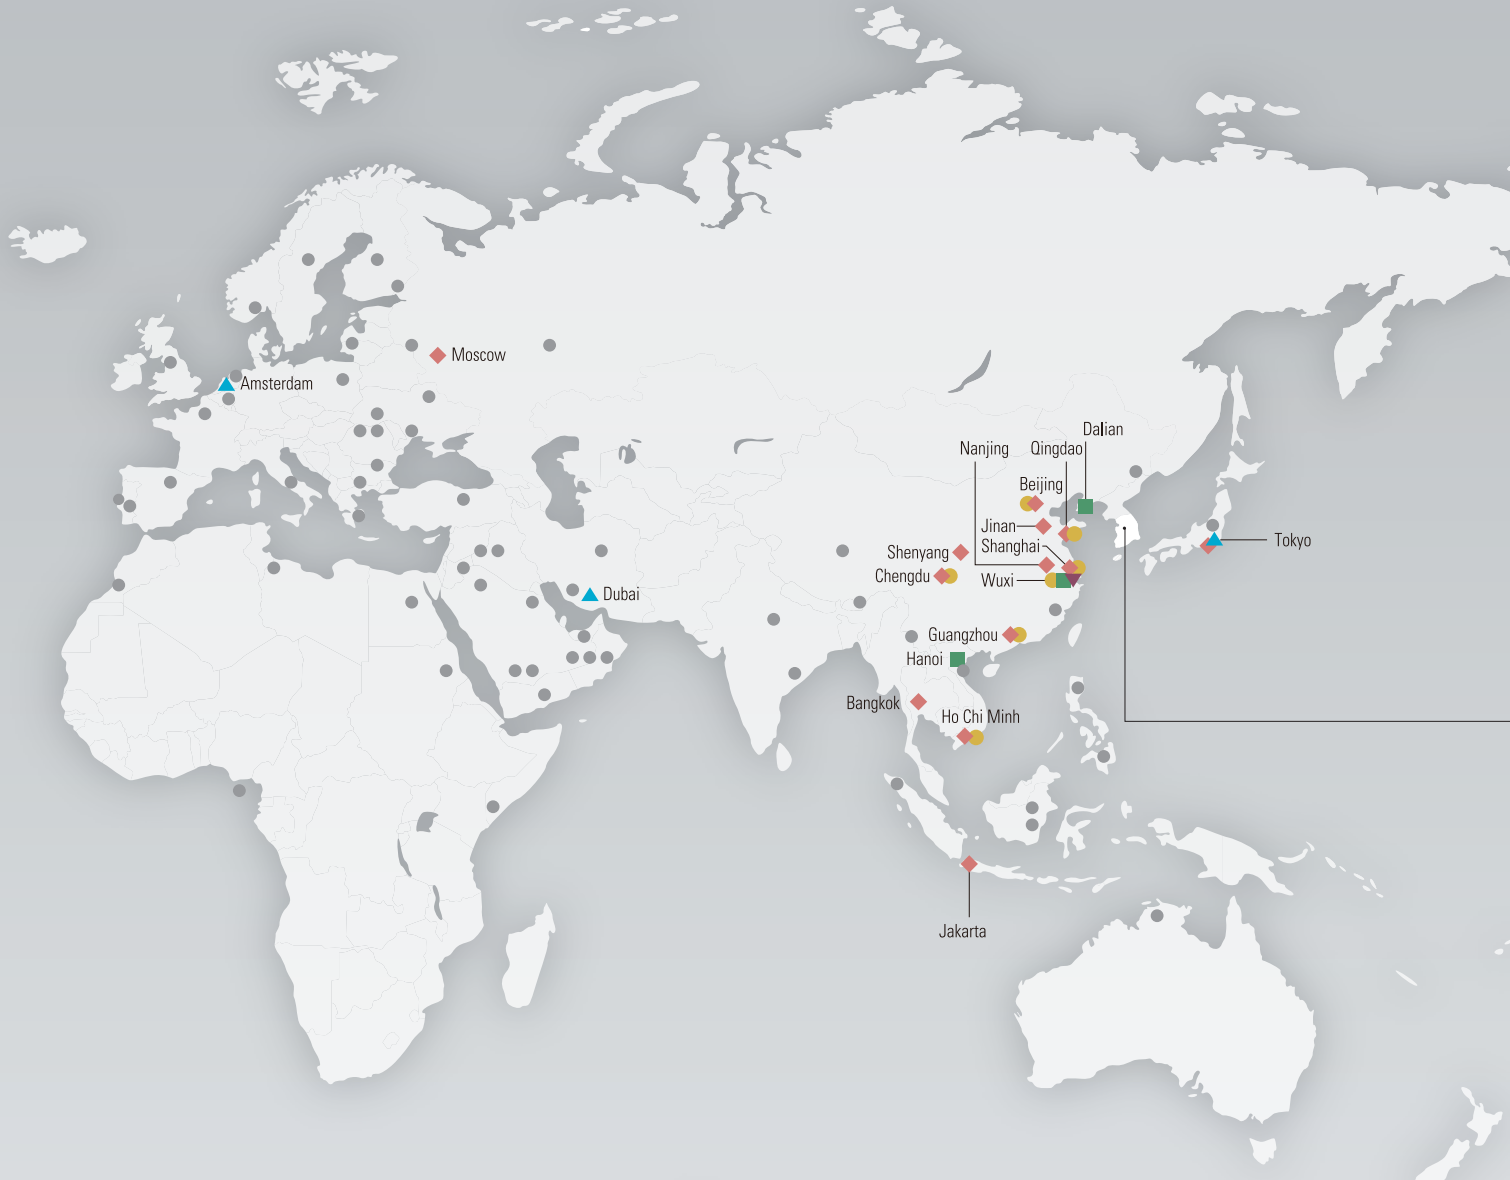 Moscow
Amsterdam
Dalian
Nanjing
Qingdao
Beijing
Jinan
Tokyo
Shanghai
Shenyang
Chengdu
Wuxi
Dubai
Guangzhou
Hanoi
Bangkok
Ho Chi Minh
Jakarta